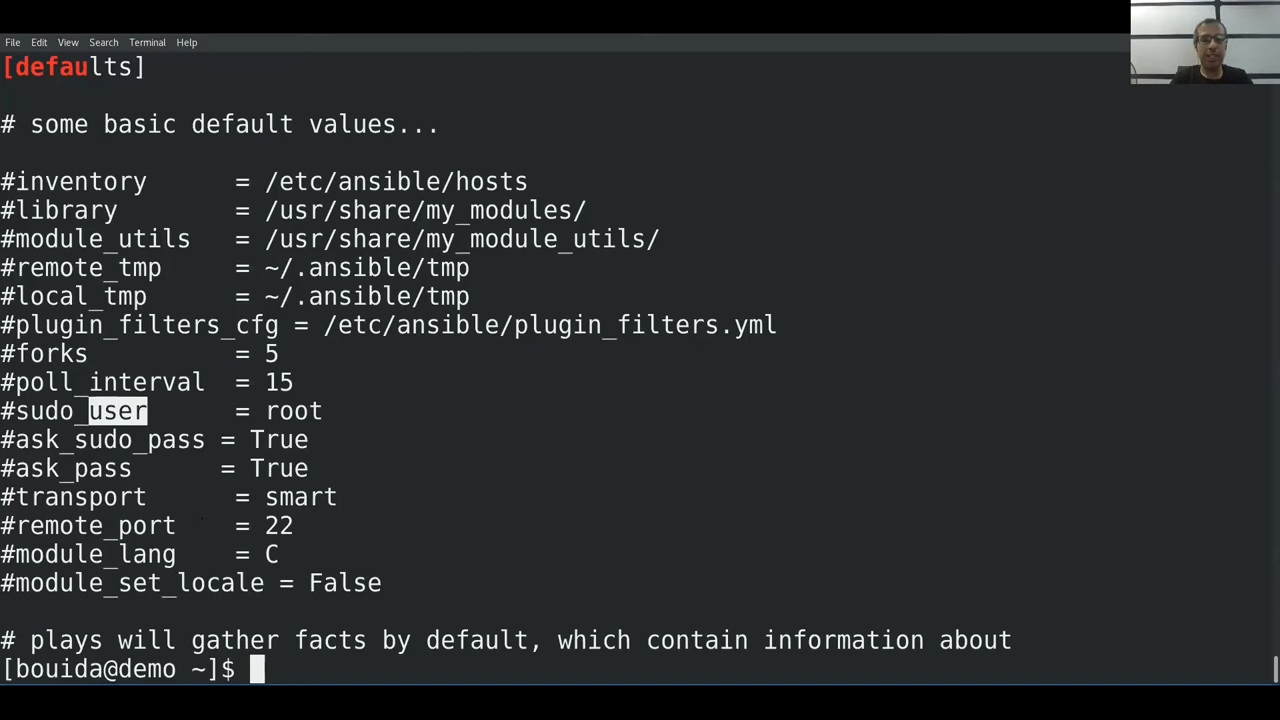 File Edit View Search Terminal Help
[defaults]
# some basic default values...
#inventory      = /etc/ansible/hosts
#library        = /usr/share/my_modules/
#module_utils   = /usr/share/my_module_utils/
#remote_tmp     = ~/.ansible/tmp
#local_tmp      = ~/.ansible/tmp
#plugin_filters_cfg = /etc/ansible/plugin_filters.yml
#forks          = 5
#poll_interval  = 15
#sudo_user      = root
#ask_sudo_pass = True
#ask_pass      = True
#transport      = smart
#remote_port    = 22
#module_lang    = C
#module_set_locale = False
# plays will gather facts by default, which contain information about
[bouida@demo ~]$